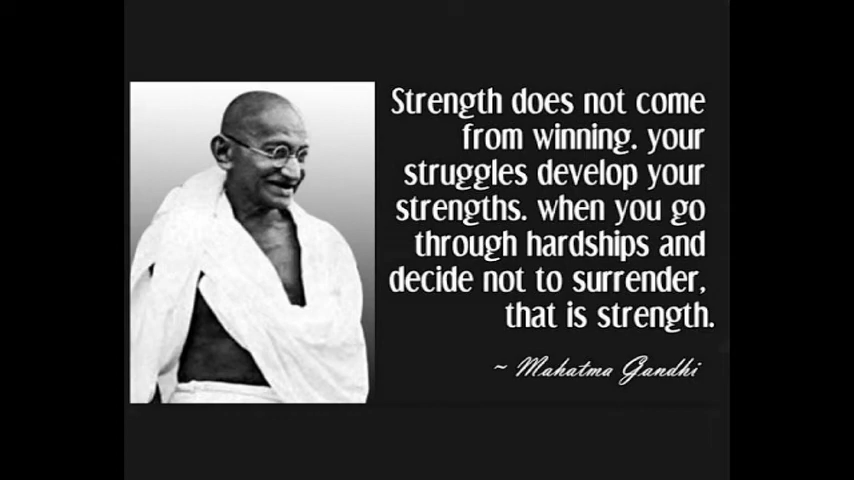 Strength does not come
from winning. your
struggles develop your
strengths. when you go
through hardships and
decide not to surrender,
that is strength.
~ Mahatma Gandhi